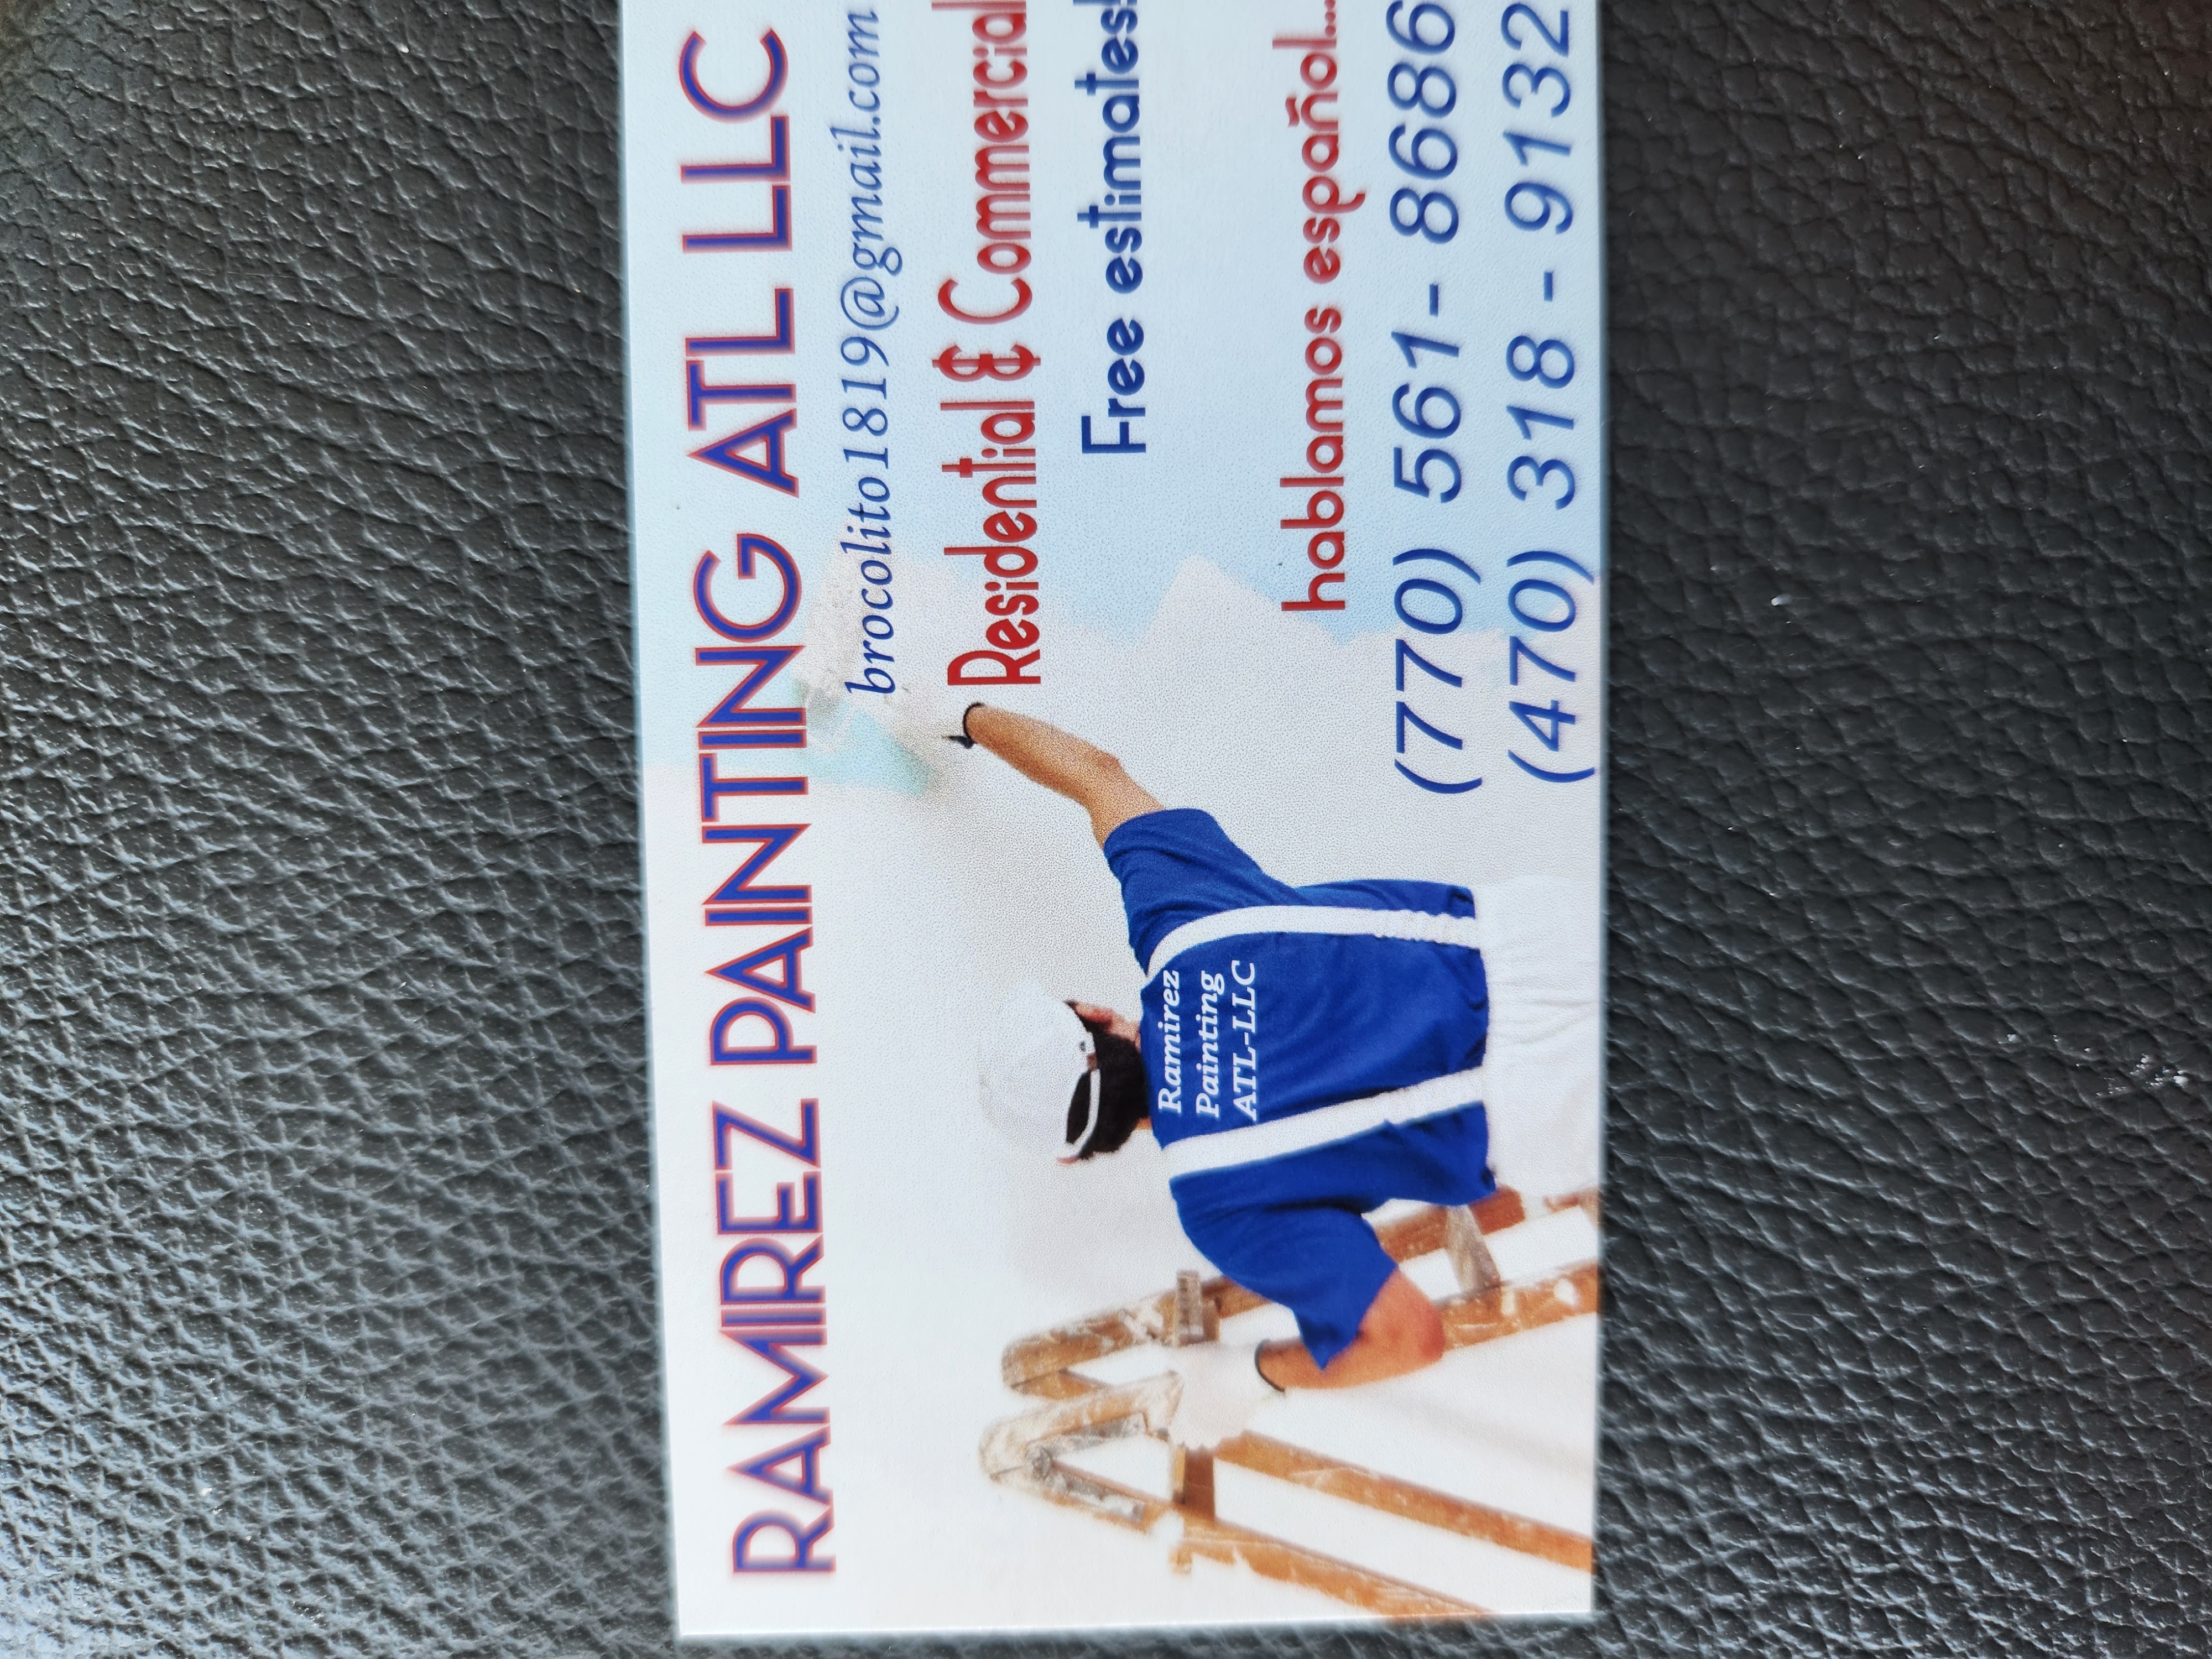 RAMIREZ PAINTING ATL LLC
brocolito1819@gmail.com
Residential & Commercial
Free estimates!
hablamos español...
(770) 561- 8686
(470) 318 - 9132
Ramirez
Painting
ATL-LLC